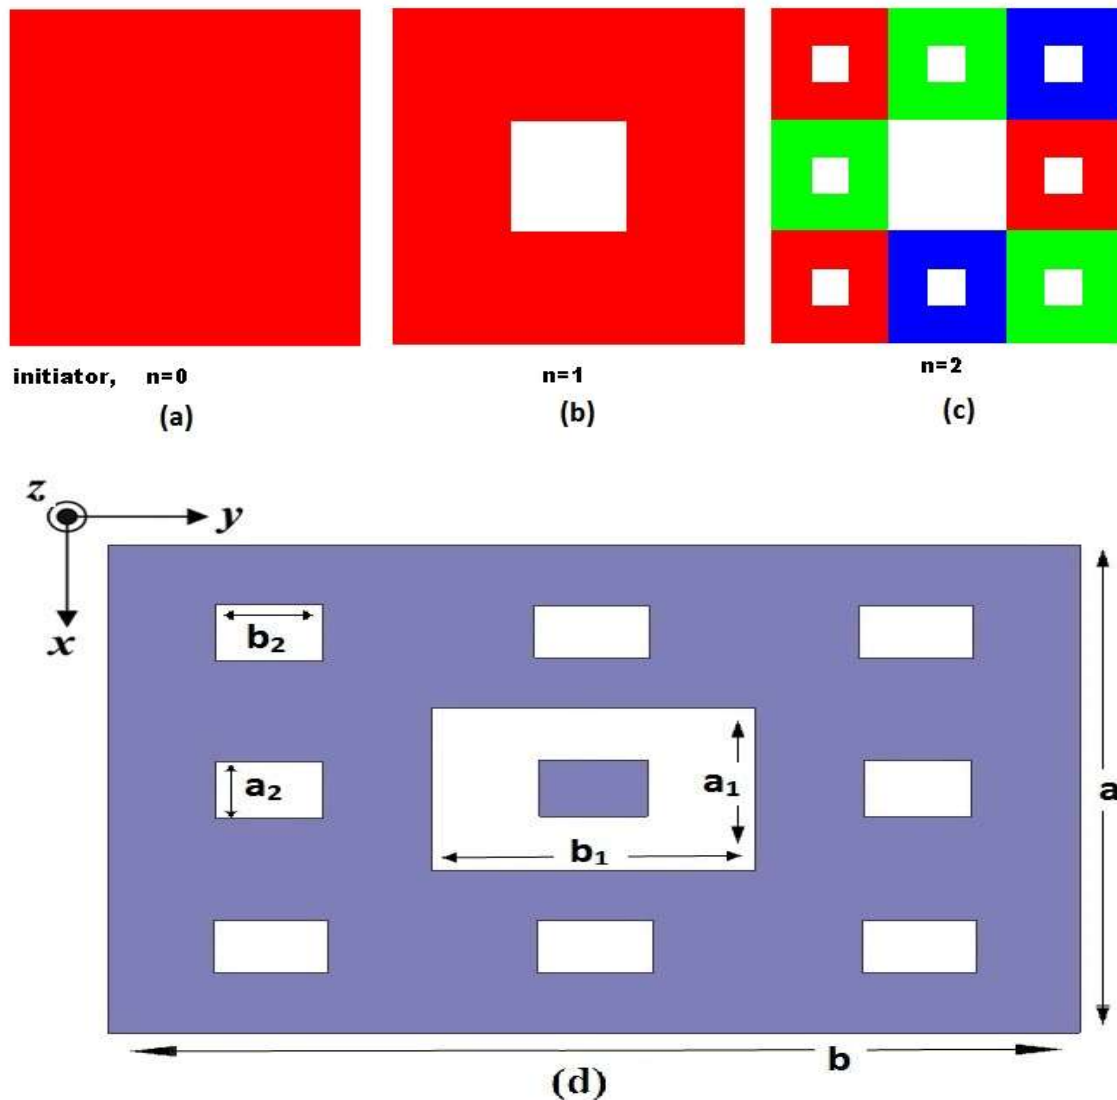 initiator, n=0
n=1
n=2
(a)
(b)
(c)
z
y
x
b₂
a₂
a₁
b₁
a
b
(d)